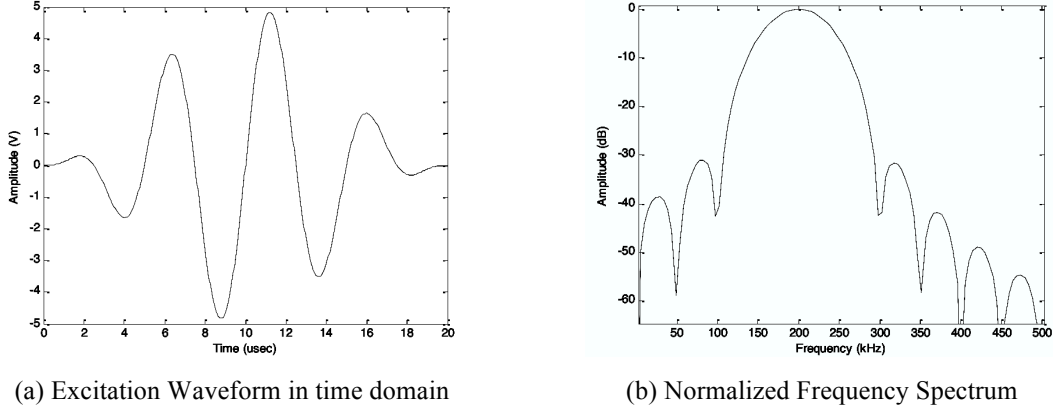 5
4
3
2
1
0
-1
-2
-3
-4
-5
Amplitude (V)
0 2 4 6 8 10 12 14 16 18 20
Time (usec)
(a) Excitation Waveform in time domain
0
-10
-20
-30
-40
-50
-60
Amplitude (dB)
50 100 150 200 250 300 350 400 450 500
Frequency (kHz)
(b) Normalized Frequency Spectrum